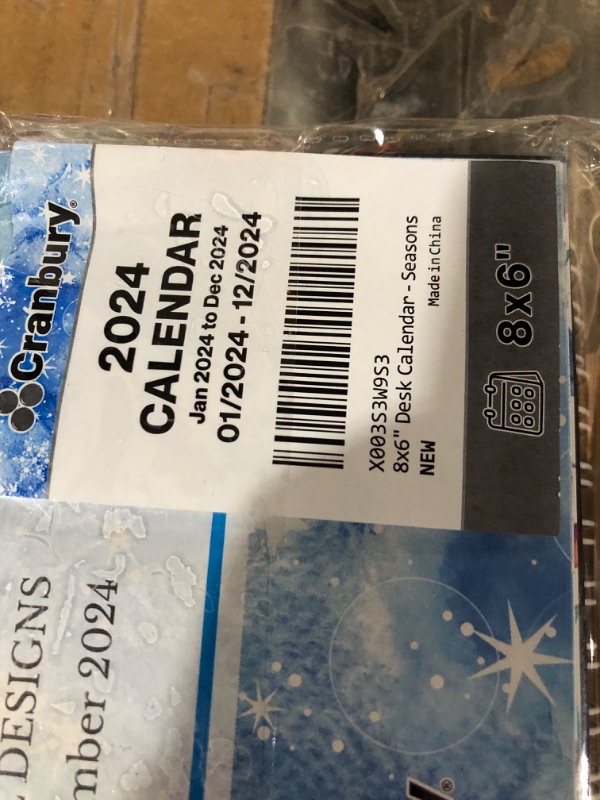 Cranbury®
2024
CALENDAR
Jan 2024 to Dec 2024
01/2024 - 12/2024
X003S3W9S3
8x6" Desk Calendar - Seasons
NEW
Made in China
8x6"
DESIGNS
mber 2024
®